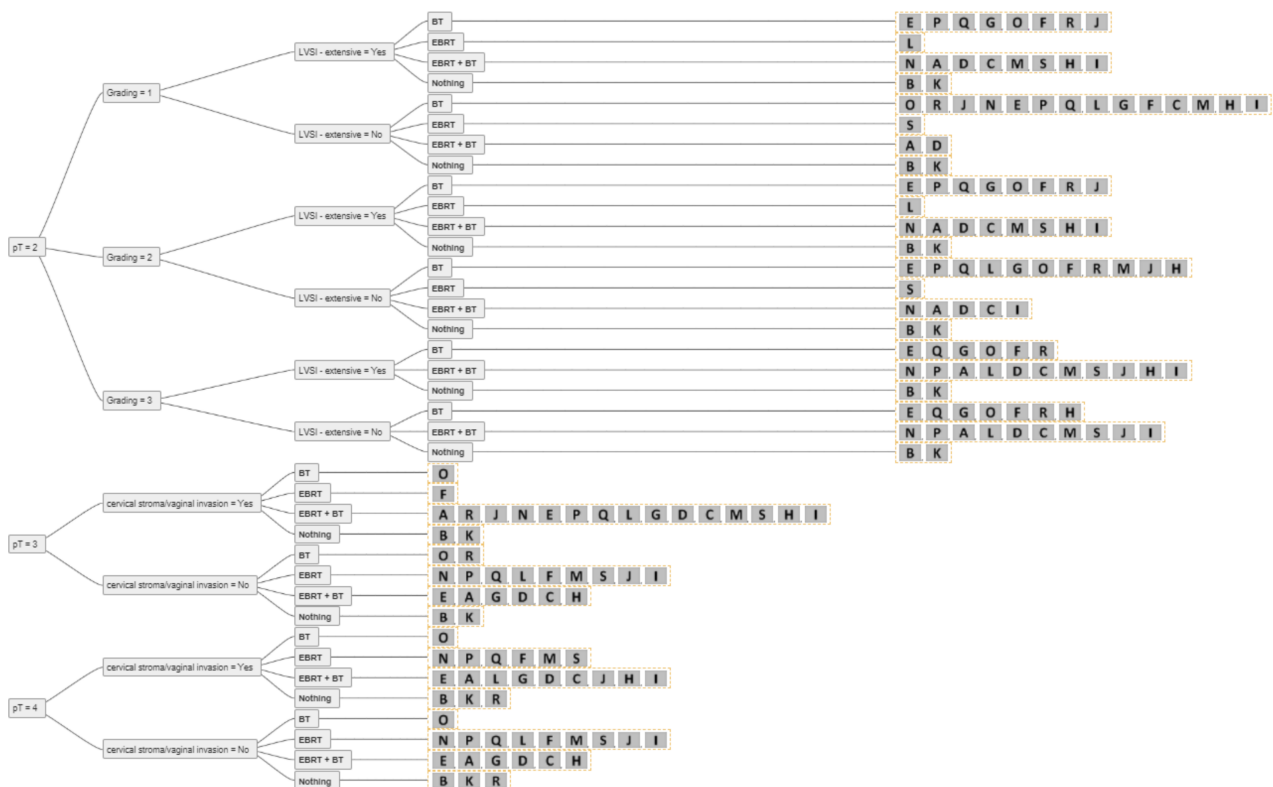 BT E P Q G O F R J
EBRT L
LVSI - extensive = Yes
EBRT + BT N A D C M S H I
Nothing B K
Grading = 1
BT O R J N E P Q L G F C M H I
EBRT S
LVSI - extensive = No
EBRT + BT A D
Nothing B K
BT E P Q G O F R J
EBRT L
LVSI - extensive = Yes
EBRT + BT N A D C M S H I
pT = 2
Nothing B K
Grading = 2
BT E P Q L G O F R M J H
EBRT S
LVSI - extensive = No
EBRT + BT N A D C I
Nothing B K
BT E Q G O F R
LVSI - extensive = Yes
EBRT + BT N P A L D C M S J H I
Nothing B K
Grading = 3
BT E Q G O F R H
LVSI - extensive = No
EBRT + BT N P A L D C M S J I
Nothing B K
BT O
EBRT F
cervical stroma/vaginal invasion = Yes
EBRT + BT A R J N E P Q L G D C M S H I
Nothing B K
pT = 3
BT O R
EBRT N P Q L F M S J I
cervical stroma/vaginal invasion = No
EBRT + BT E A G D C H
Nothing B K
BT O
EBRT N P Q F M S
cervical stroma/vaginal invasion = Yes
EBRT + BT E A L G D C J H I
Nothing B K R
pT = 4
BT O
EBRT N P Q L F M S J I
cervical stroma/vaginal invasion = No
EBRT + BT E A G D C H
Nothing B K R